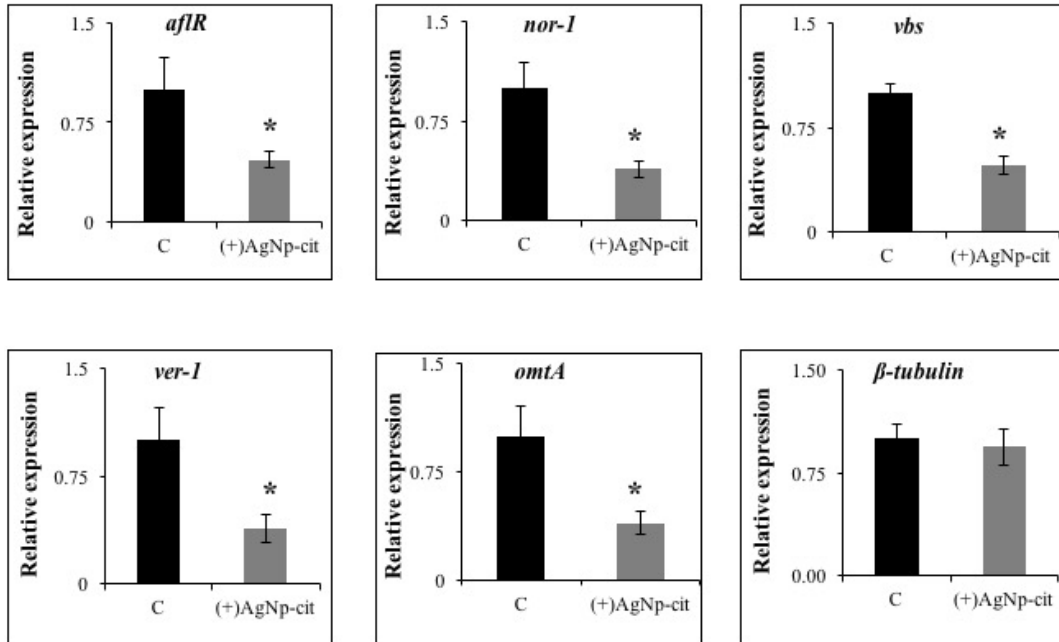 aflR
Relative expression
1.5
0.75
0
*
C (+)AgNp-cit
nor-1
Relative expression
1.5
0.75
0
*
C (+)AgNp-cit
vbs
Relative expression
1.5
0.75
0
*
C (+)AgNp-cit
ver-1
Relative expression
1.5
0.75
0
*
C (+)AgNp-cit
omtA
Relative expression
1.5
0.75
0
*
C (+)AgNp-cit
β-tubulin
Relative expression
1.50
0.75
0.00
C (+)AgNp-cit